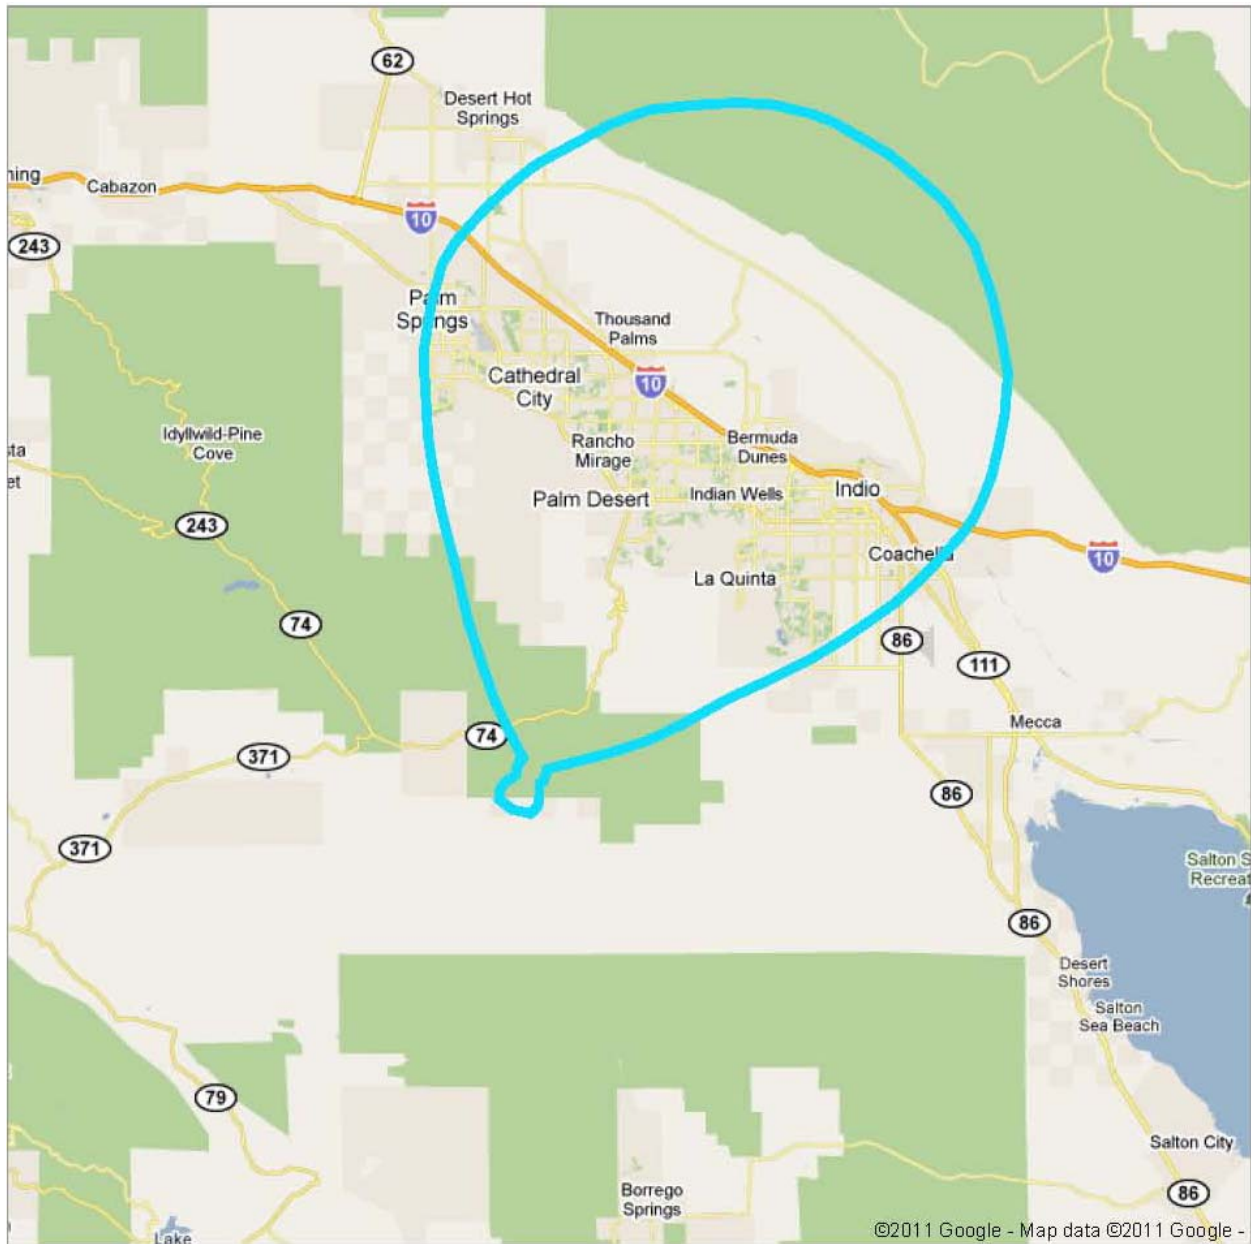 62
Desert Hot
Springs
ning
Cabazon
10
243
Palm
Springs
Thousand
Palms
Cathedral
City
10
Idyllwild-Pine
Cove
Rancho
Mirage
Bermuda
Dunes
sta
et
Palm Desert
Indian Wells
Indio
243
Coachella
10
La Quinta
74
86
111
74
Mecca
371
86
371
Salton S
Recreat
86
Desert
Shores
Salton
Sea Beach
79
Salton City
Borrego
Springs
86
Lake
©2011 Google - Map data ©2011 Google -